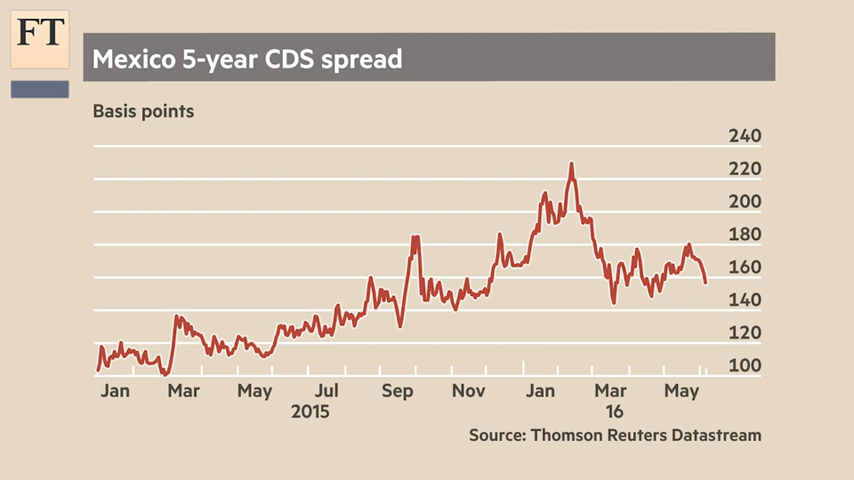 FT
Mexico 5-year CDS spread
Basis points
240
220
200
180
160
140
120
100
Jan Mar May Jul Sep Nov Jan Mar May
2015 16
Source: Thomson Reuters Datastream